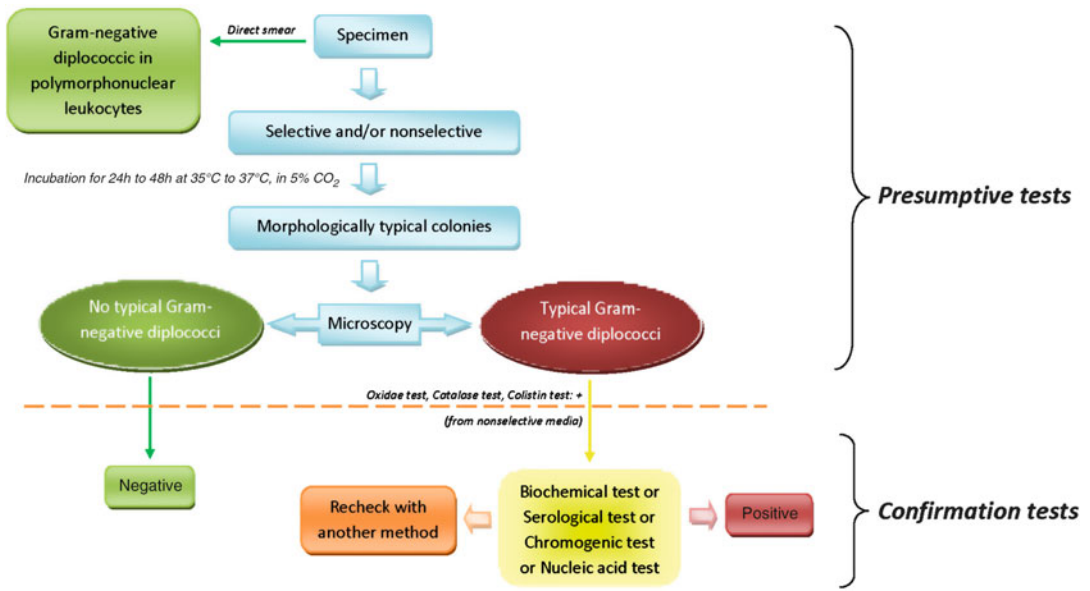 Gram-negative
diplococcic in
polymorphonuclear
leukocytes
Direct smear
Specimen
Selective and/or nonselective
Incubation for 24h to 48h at 35°C to 37°C, in 5% CO2
Morphologically typical colonies
Presumptive tests
No typical Gram-
negative diplococci
Microscopy
Typical Gram-
negative diplococci
Oxidae test, Catalase test, Colistin test: +
(from nonselective media)
Negative
Recheck with
another method
Biochemical test or
Serological test or
Chromogenic test
or Nucleic acid test
Positive
Confirmation tests